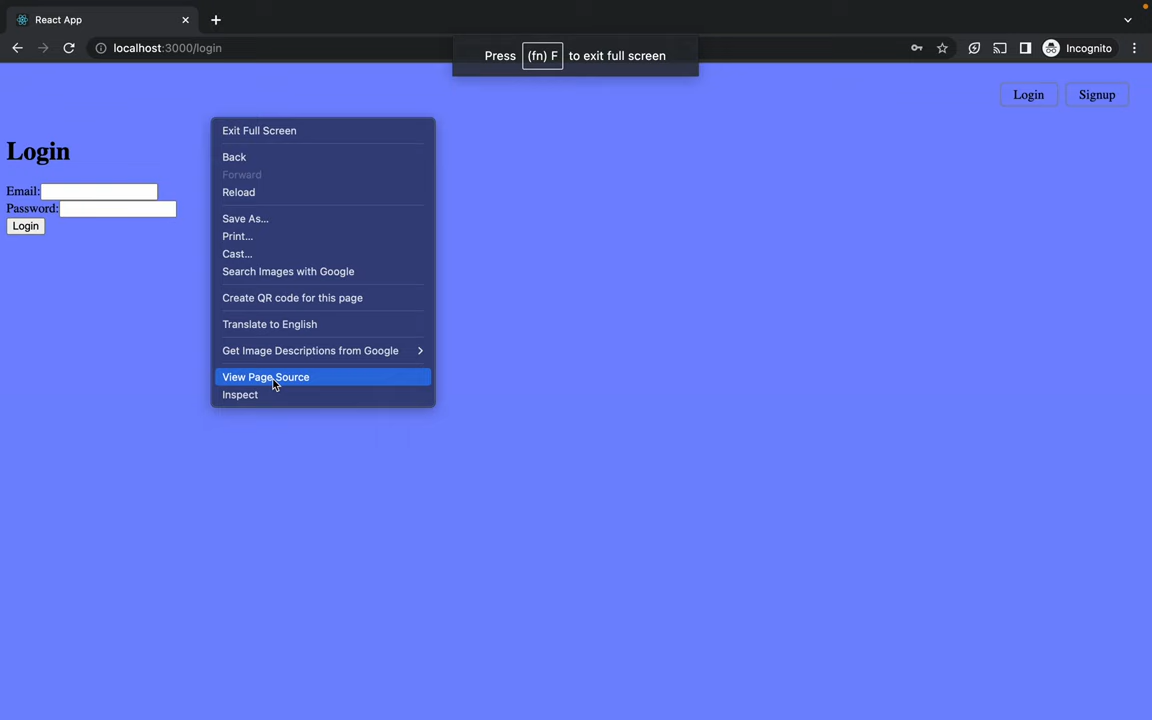 React App
localhost:3000/login
Incognito
Press (fn) F to exit full screen
Login
Signup
Login
Email:
Password:
Login
Exit Full Screen
Back
Forward
Reload
Save As...
Print...
Cast...
Search Images with Google
Create QR code for this page
Translate to English
Get Image Descriptions from Google
View Page Source
Inspect